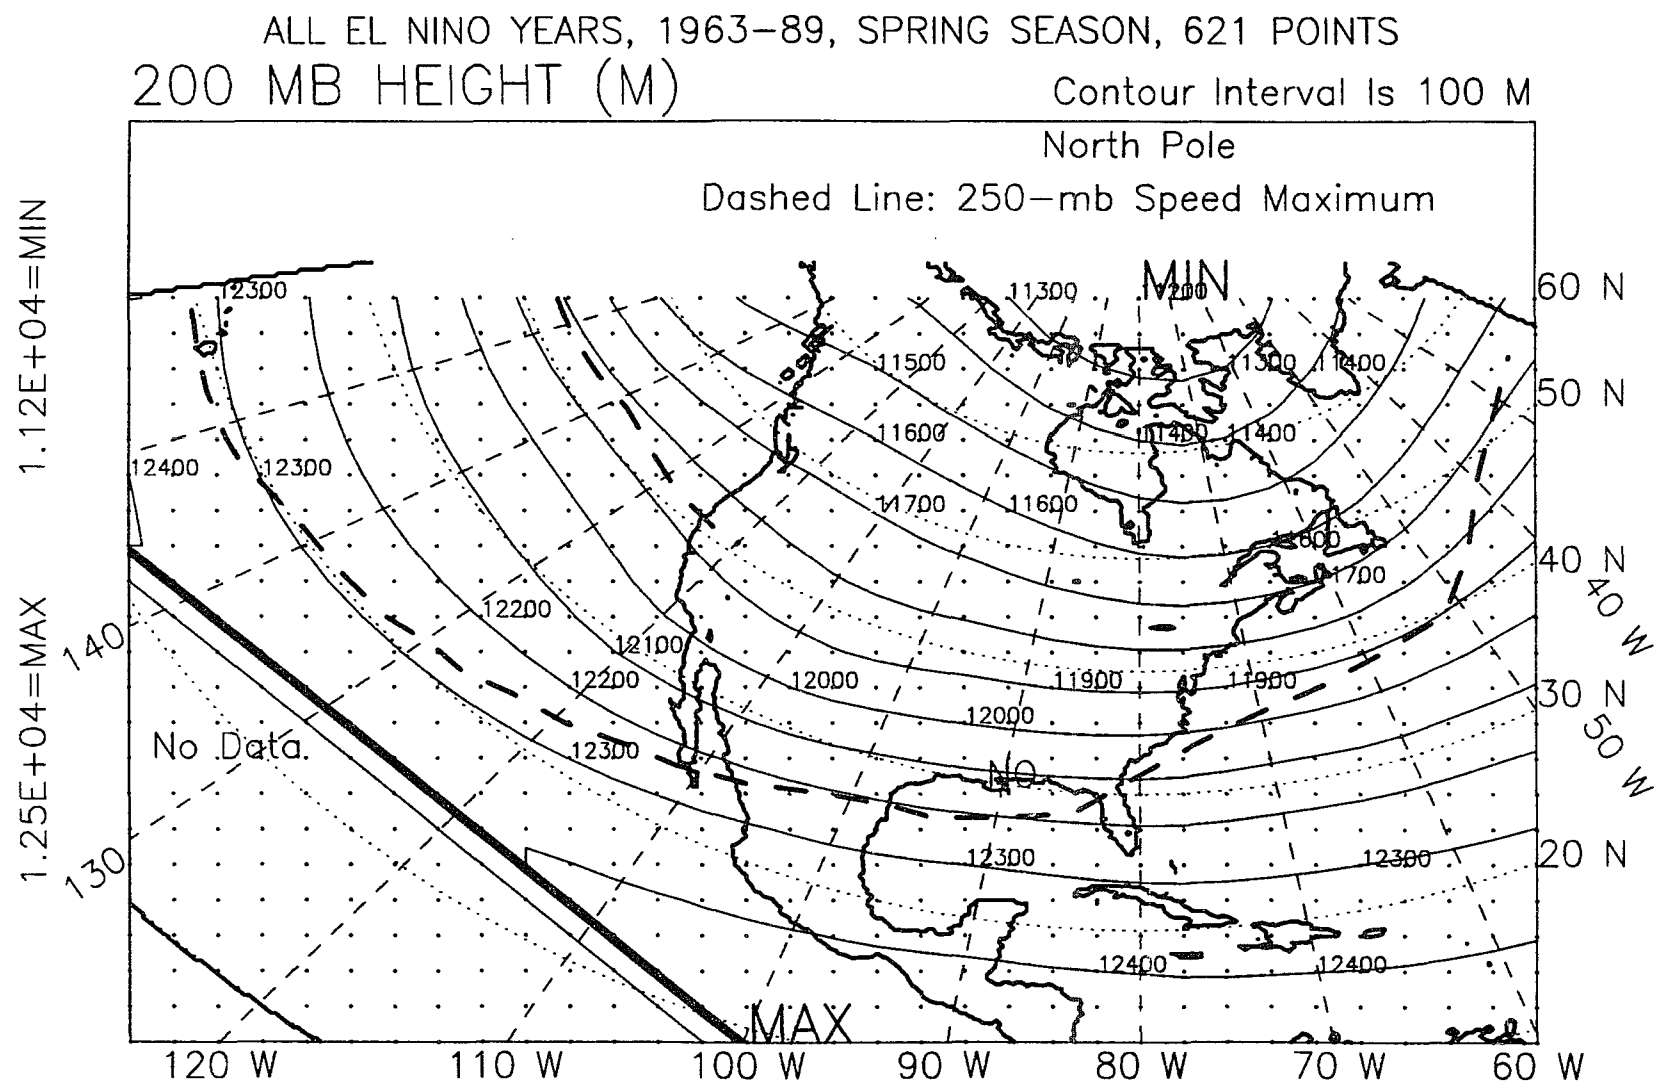 ALL EL NINO YEARS, 1963-89, SPRING SEASON, 621 POINTS
200 MB HEIGHT (M)
Contour Interval Is 100 M
North Pole
Dashed Line: 250-mb Speed Maximum
1.12E+04=MIN
1.25E+04=MAX
MIN
12300
11300
60 N
11500
11300
11400
50 N
11600
11400
11400
12400
12300
11700
11600
40 N
11700
40 W
12200
140
12100
12200
12000
11900
11900
30 N
12000
50 W
No Data
12300
NO
130
12300
12300
20 N
12400
12400
MAX
120 W
110 W
100 W
90 W
80 W
70 W
60 W